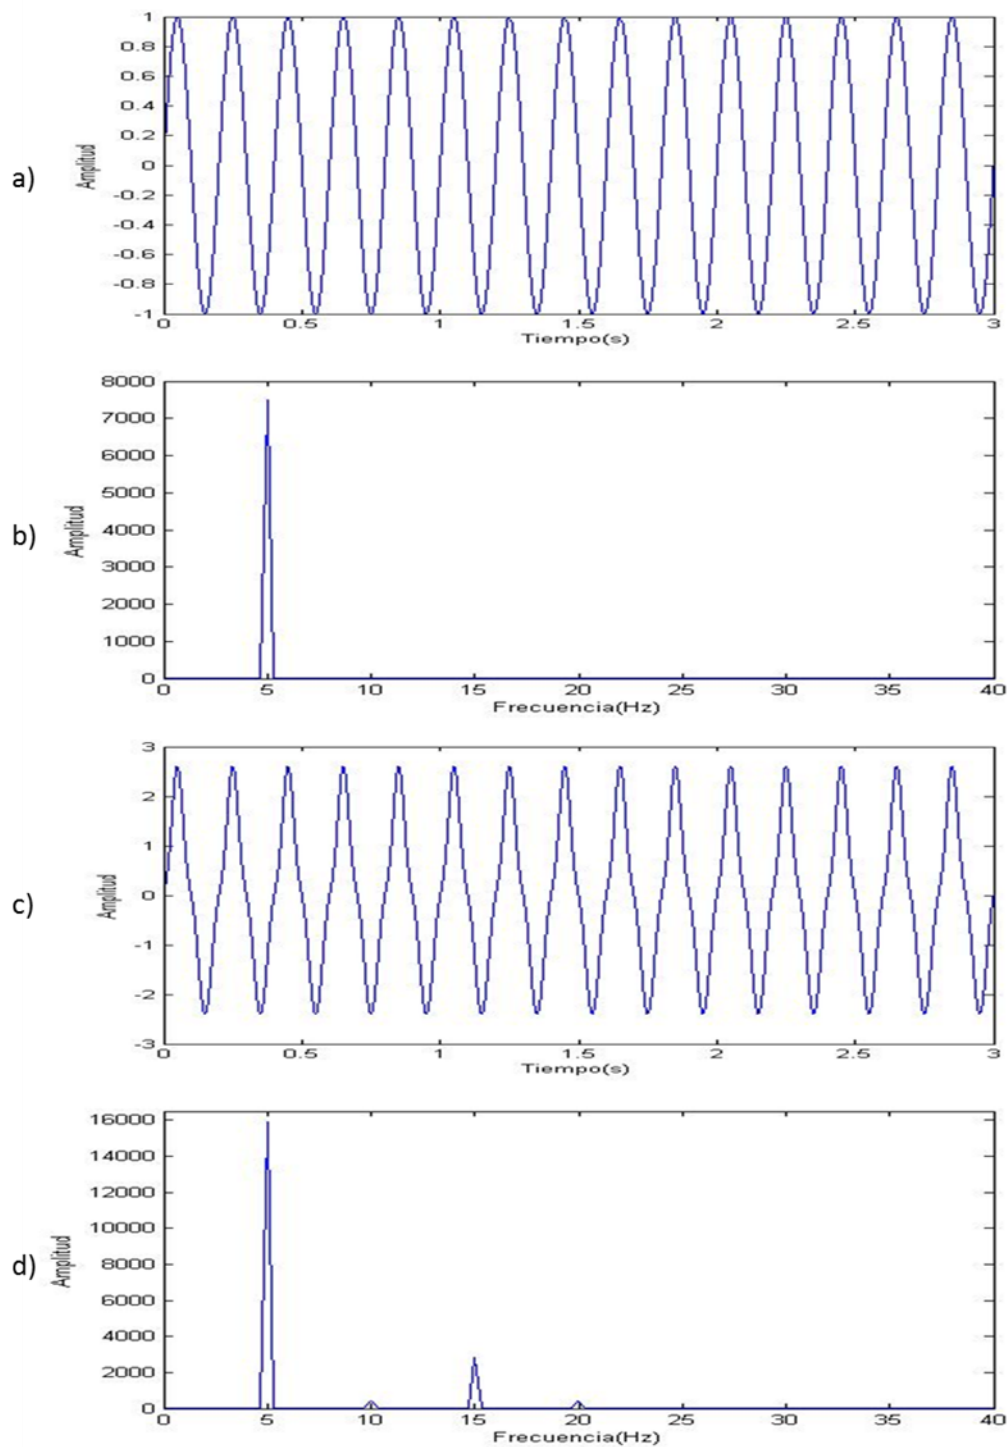 a)
Amplitud
1
0.8
0.6
0.4
0.2
0
-0.2
-0.4
-0.6
-0.8
-1
0 0.5 1 1.5 2 2.5 3
Tiempo(s)
b)
Amplitud
8000
7000
6000
5000
4000
3000
2000
1000
0
0 5 10 15 20 25 30 35 40
Frecuencia(Hz)
c)
Amplitud
3
2
1
0
-1
-2
-3
0 0.5 1 1.5 2 2.5 3
Tiempo(s)
d)
Amplitud
16000
14000
12000
10000
8000
6000
4000
2000
0
0 5 10 15 20 25 30 35 40
Frecuencia(Hz)